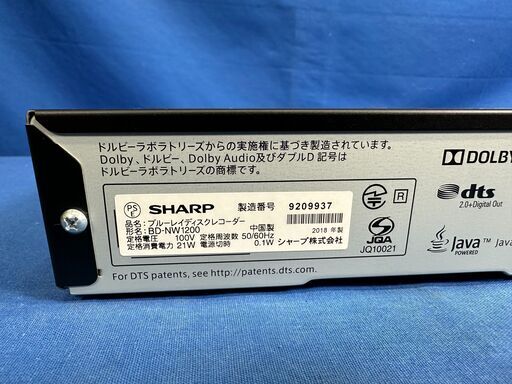 ドルビーラボラトリーズからの実施権に基づき製造されています。
Dolby、ドルビー、Dolby Audio及びダブルD記号は
ドルビーラボラトリーズの商標です。
PS
E
SHARP 製造番号 9209937
品名:ブルーレイディスクレコーダー
形名:BD-NW1200 中国製
定格電圧 100V 定格周波数 50/60Hz 2018 年製
定格消費電力 21W 電源切時 0.1W シャープ株式会社
R
JQA
JQ10021
DOLBY
dts
2.0+Digital Out
Java
POWERED
For DTS patents, see http://patents.dts.com.